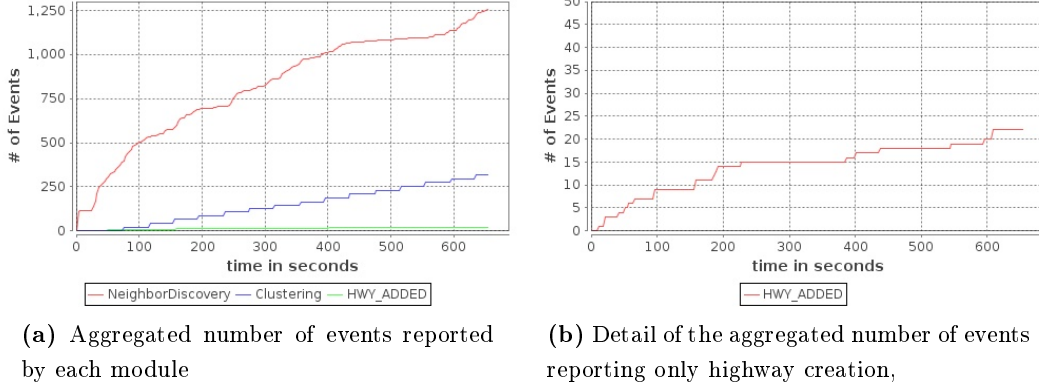 1,250
1,000
750
500
250
0
# of Events
0 100 200 300 400 500 600
time in seconds
NeighborDiscovery Clustering HWY_ADDED
(a) Aggregated number of events reported
by each module
50
45
40
35
30
25
20
15
10
5
0
# of Events
0 100 200 300 400 500 600
time in seconds
HWY_ADDED
(b) Detail of the aggregated number of events
reporting only highway creation,